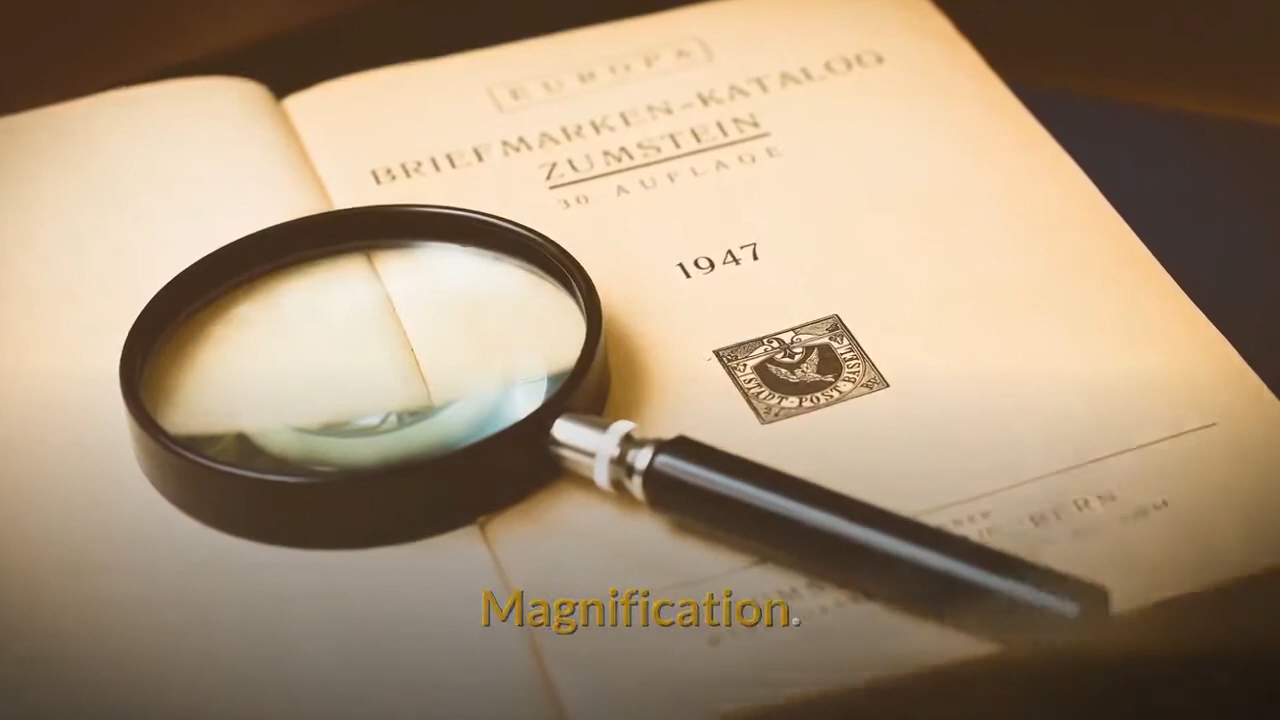 EUROPA
BRIEFMARKEN-KATALOG
ZUMSTEIN
30. AUFLAGE
1947
STADT-POST-BASEL
BERN
Magnification.